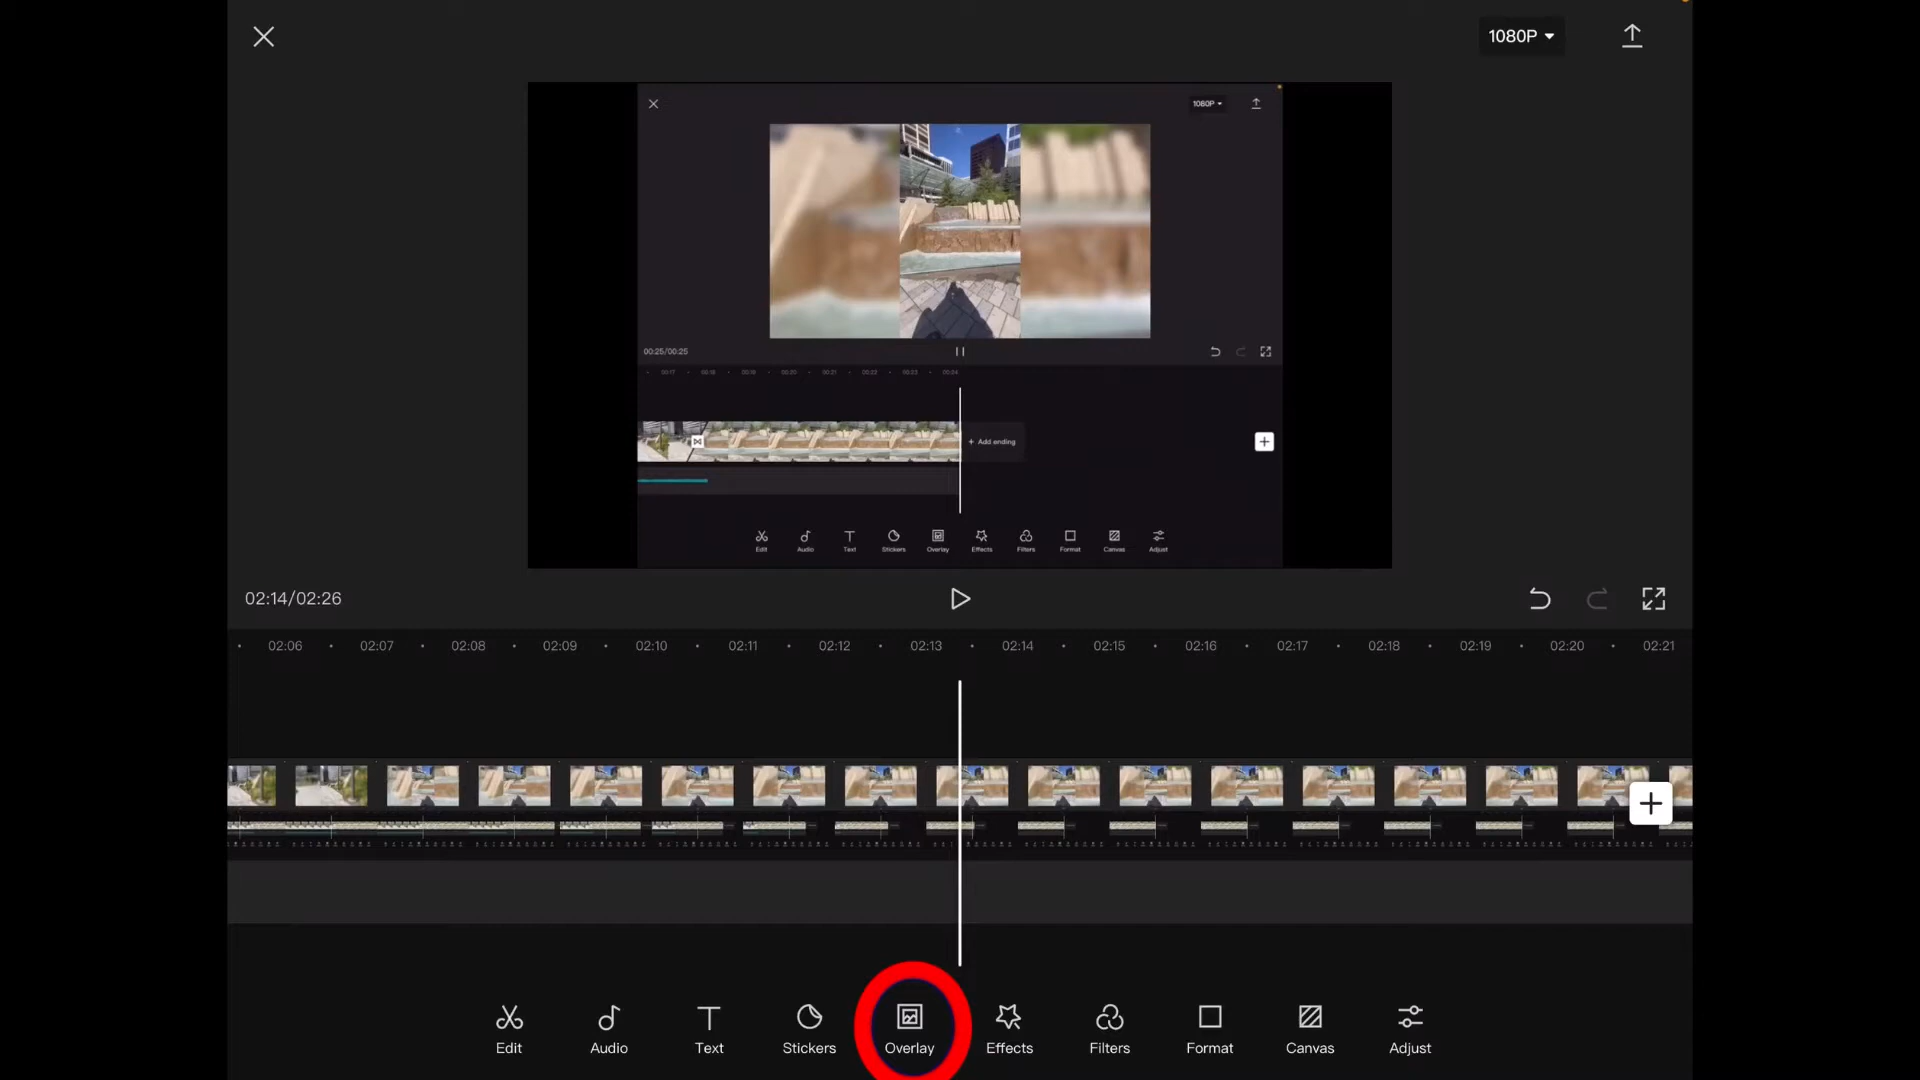 1080P
1080P
00:25/00:25
00:17 00:18 00:19 00:20 00:21 00:22 00:23 00:24
+ Add ending
Edit Audio Text Stickers Overlay Effects Filters Format Canvas Adjust
02:14/02:26
02:06 02:07 02:08 02:09 02:10 02:11 02:12 02:13 02:14 02:15 02:16 02:17 02:18 02:19 02:20 02:21
Edit Audio Text Stickers Overlay Effects Filters Format Canvas Adjust